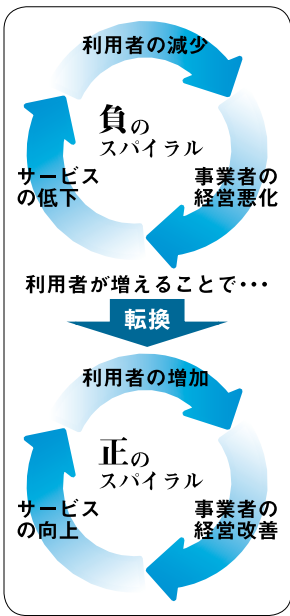 利用者の減少
負の
スパイラル
サービス
の低下
事業者の
経営悪化
利用者が増えることで･･･
転換
利用者の増加
正の
スパイラル
サービス
の向上
事業者の
経営改善